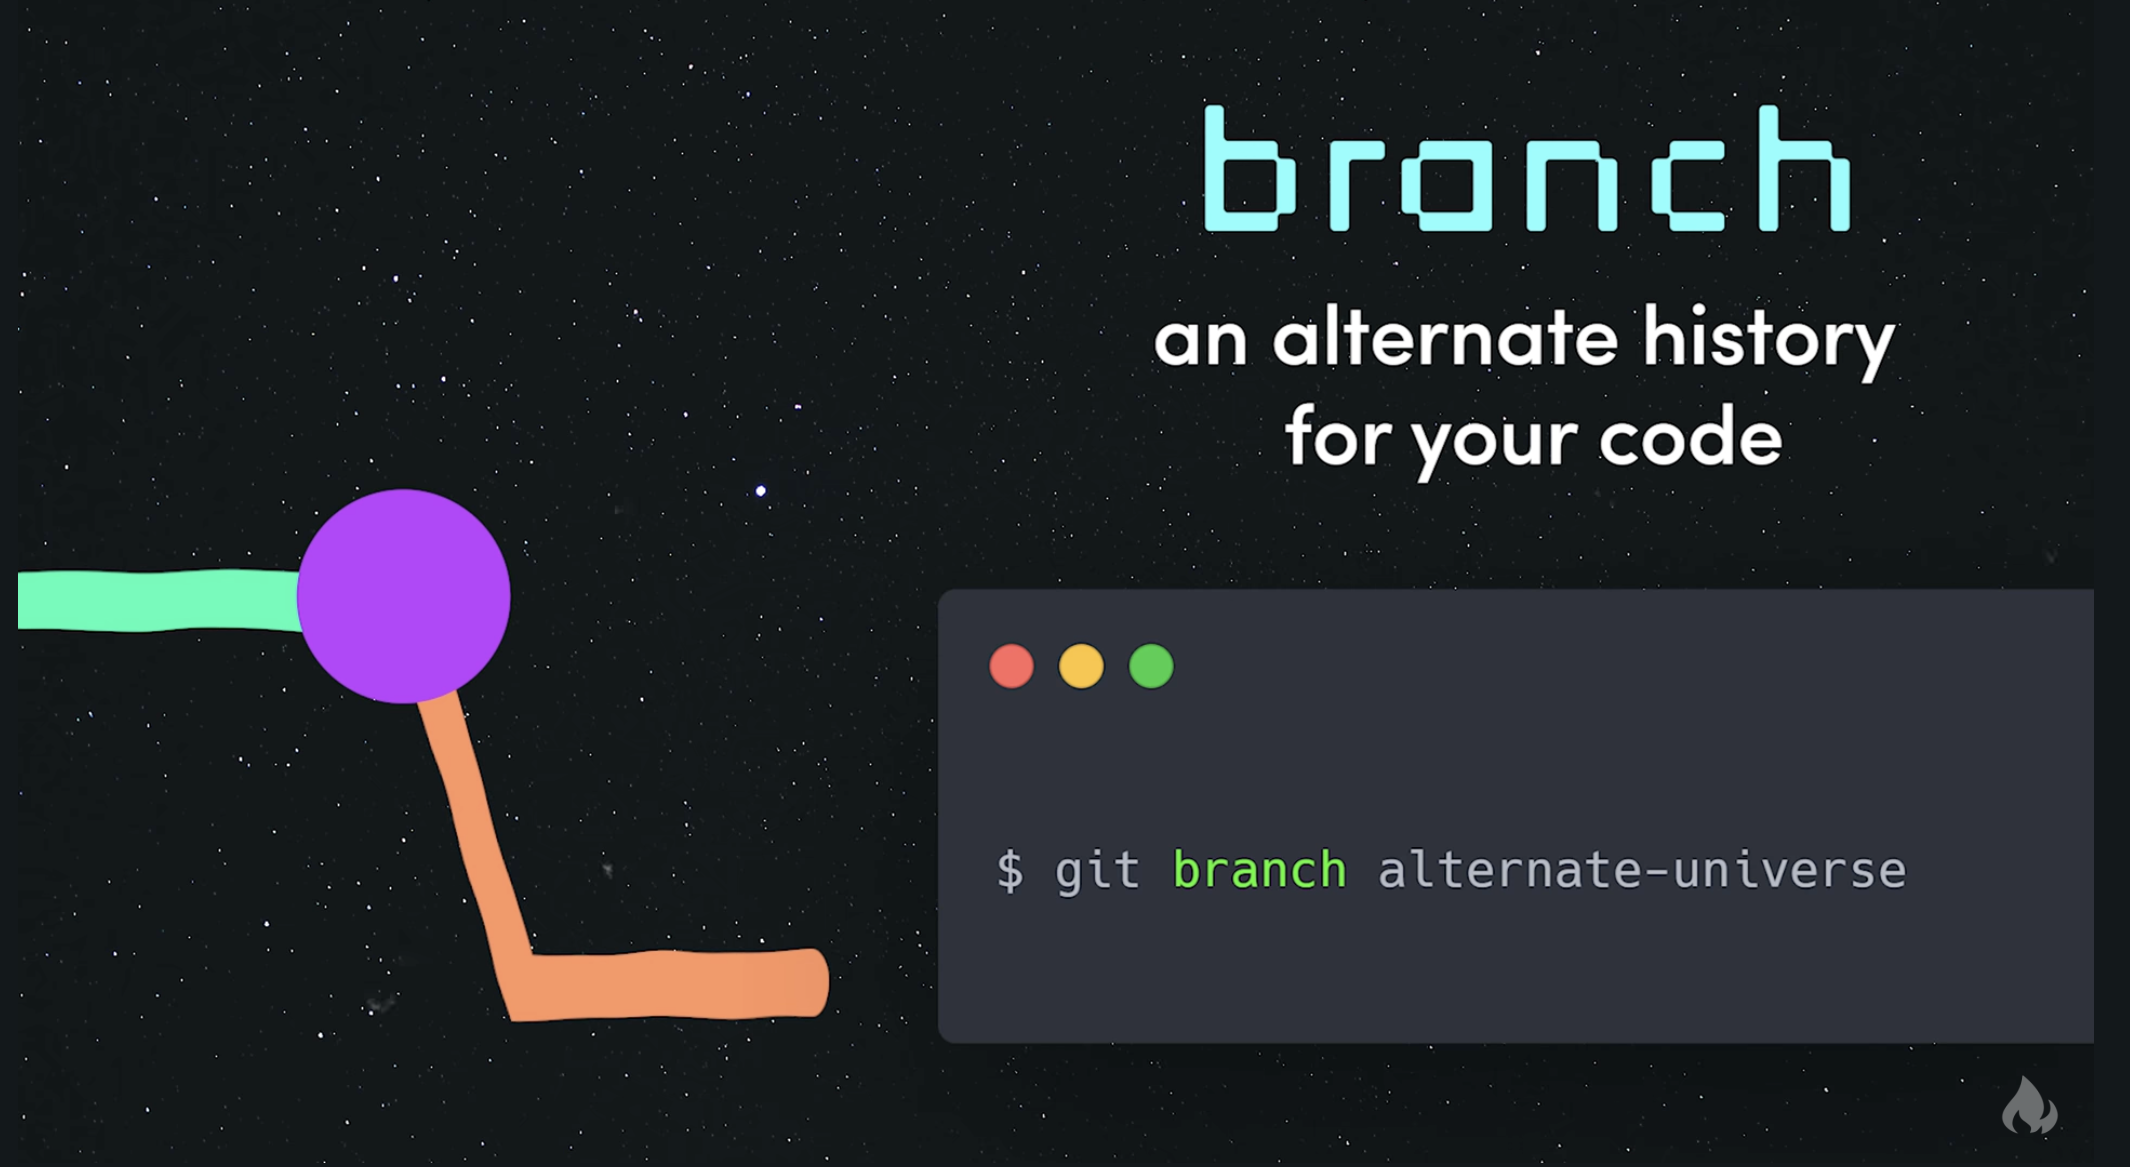 branch
an alternate history
for your code
$ git branch alternate-universe